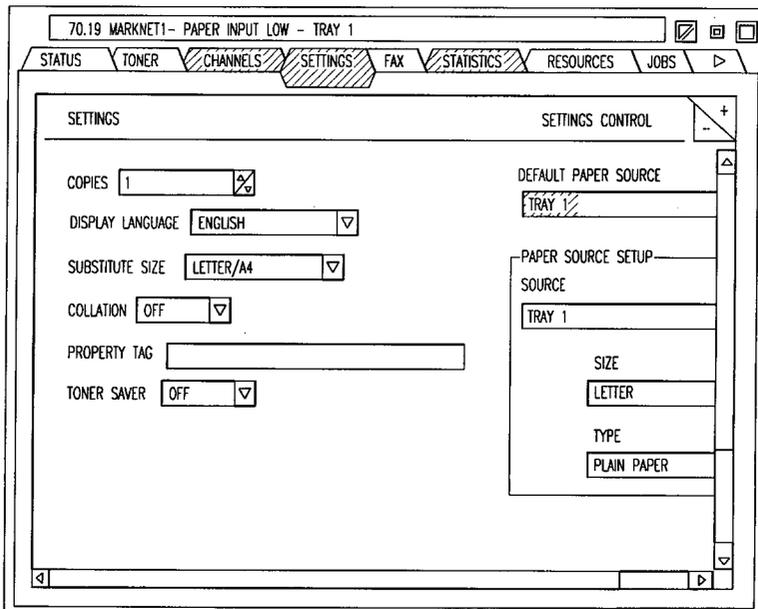 70.19 MARKNET1- PAPER INPUT LOW - TRAY 1
STATUS TONER CHANNELS SETTINGS FAX STATISTICS RESOURCES JOBS
SETTINGS SETTINGS CONTROL + -
COPIES 1
DISPLAY LANGUAGE ENGLISH
SUBSTITUTE SIZE LETTER/A4
COLLATION OFF
PROPERTY TAG
TONER SAVER OFF
DEFAULT PAPER SOURCE
TRAY 1
PAPER SOURCE SETUP
SOURCE
TRAY 1
SIZE
LETTER
TYPE
PLAIN PAPER